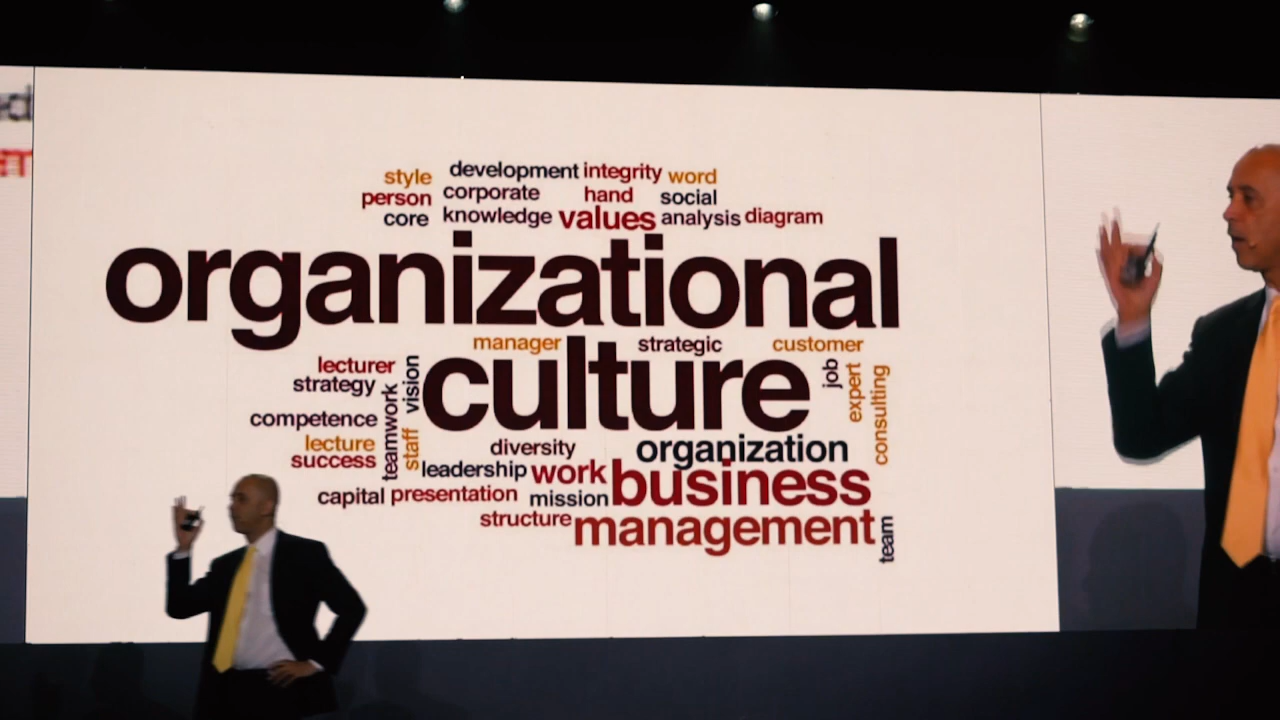 style development integrity word
person corporate hand social
core knowledge values analysis diagram
organizational
manager strategic customer
lecturer
strategy
vision
culture
job
expert
consulting
competence
teamwork
lecture
staff
success
diversity organization
leadership work business
capital presentation mission
structure management
team